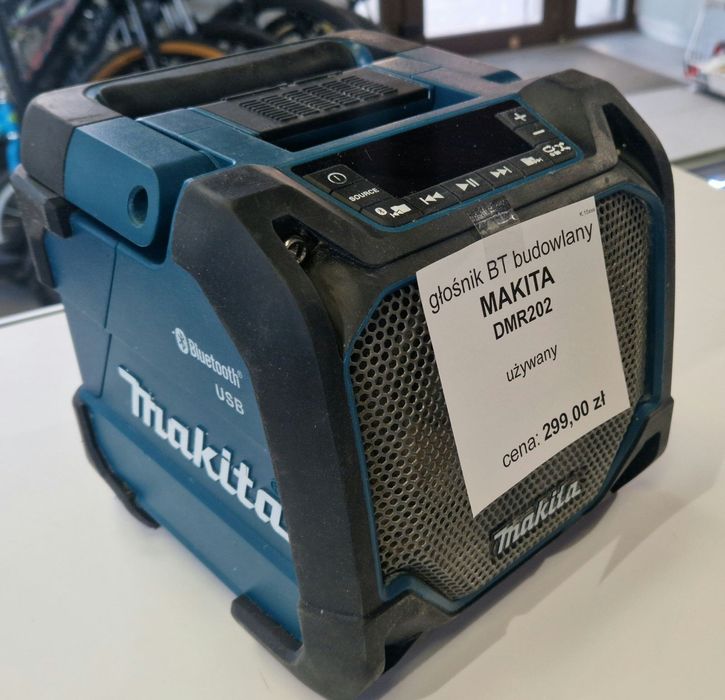 +
-
SOURCE
głośnik BT budowlany
MAKITA
DMR202
używany
cena: 299,00 zł
Bluetooth®
USB
makita
makita